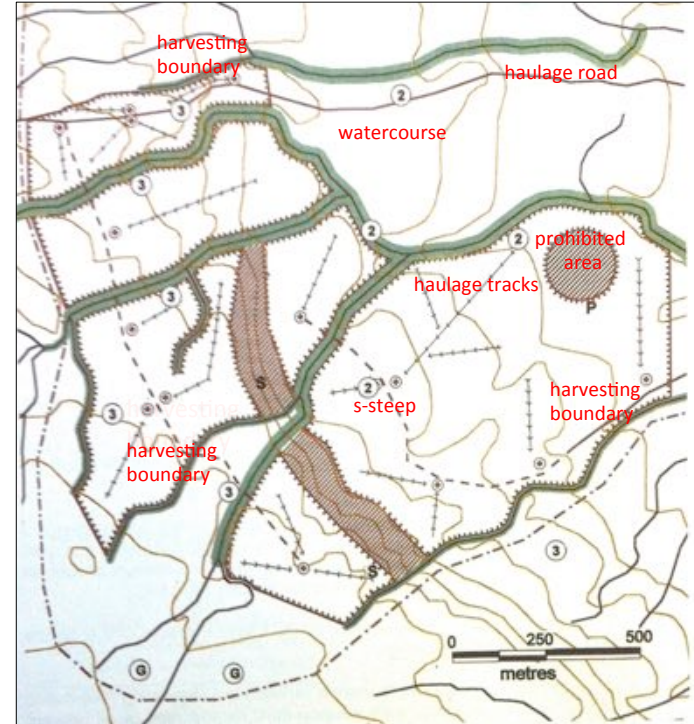 harvesting
boundary
haulage road
2
3
watercourse
3
2
2
prohibited
area
haulage tracks
3
P
S
2
s-steep
harvesting
boundary
3
harvesting
boundary
3
3
S
0 250 500
metres
G G